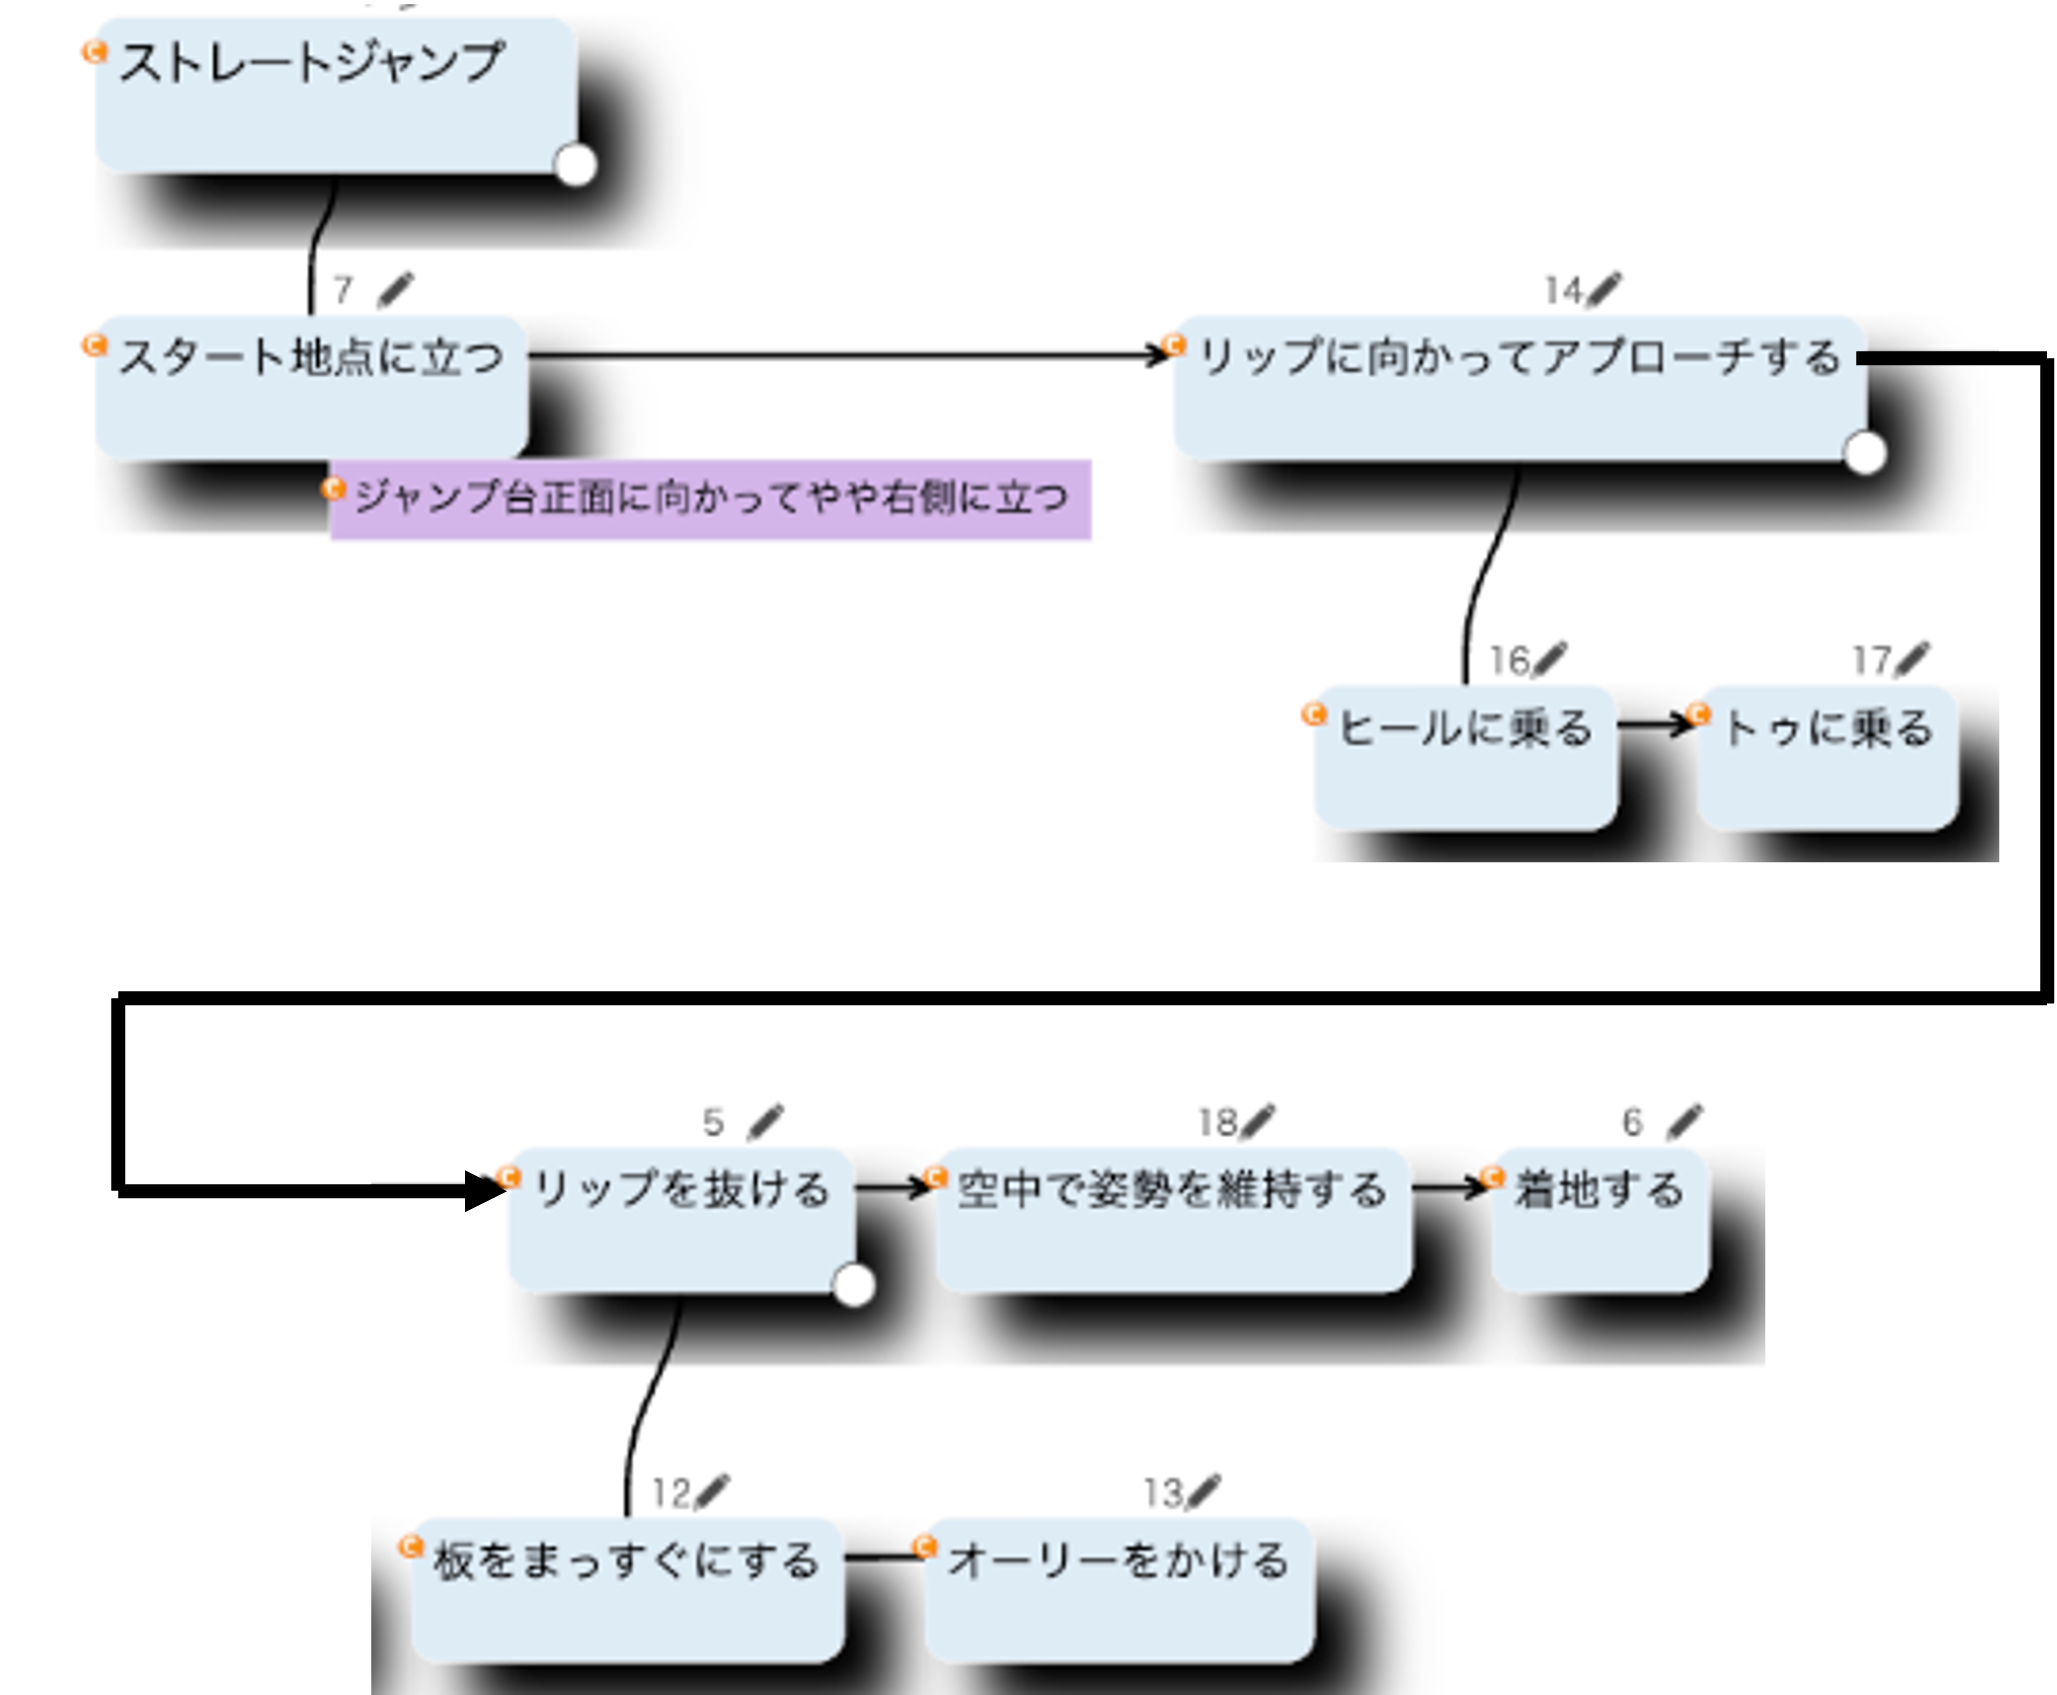 ストレートジャンプ
7
スタート地点に立つ
ジャンプ台正面に向かってやや右側に立つ
14
リップに向かってアプローチする
16
ヒールに乗る
17
トゥに乗る
5
リップを抜ける
18
空中で姿勢を維持する
6
着地する
12
板をまっすぐにする
13
オーリーをかける